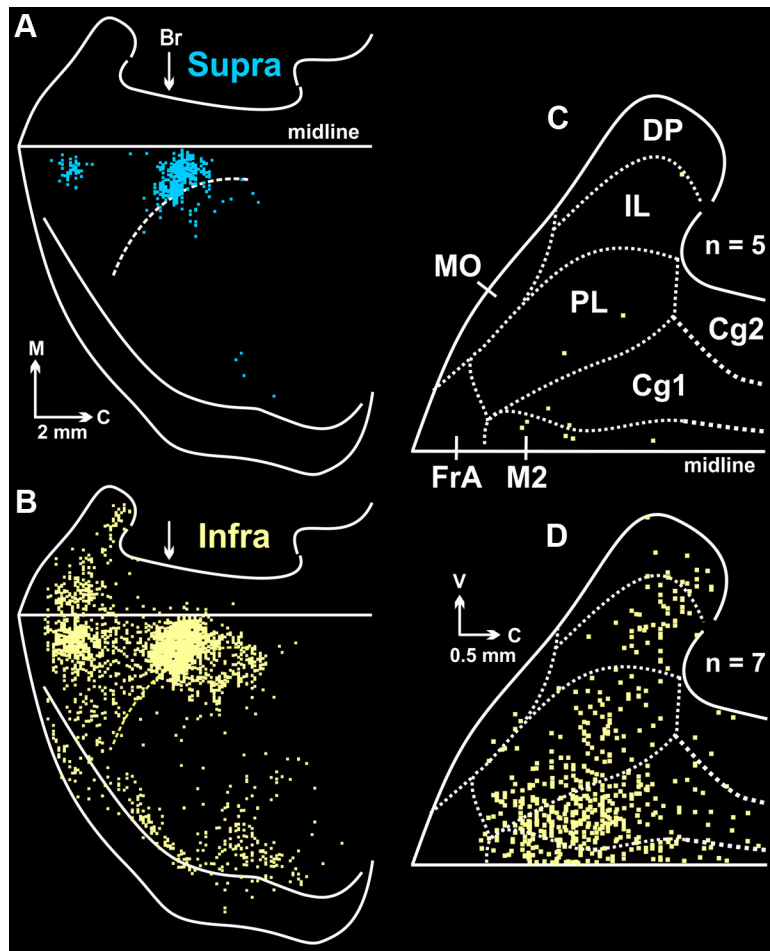 A
Br
Supra
midline
M
C
2 mm
C
DP
IL
n = 5
MO
PL
Cg2
Cg1
midline
FrA
M2
B
Infra
D
V
C
0.5 mm
n = 7